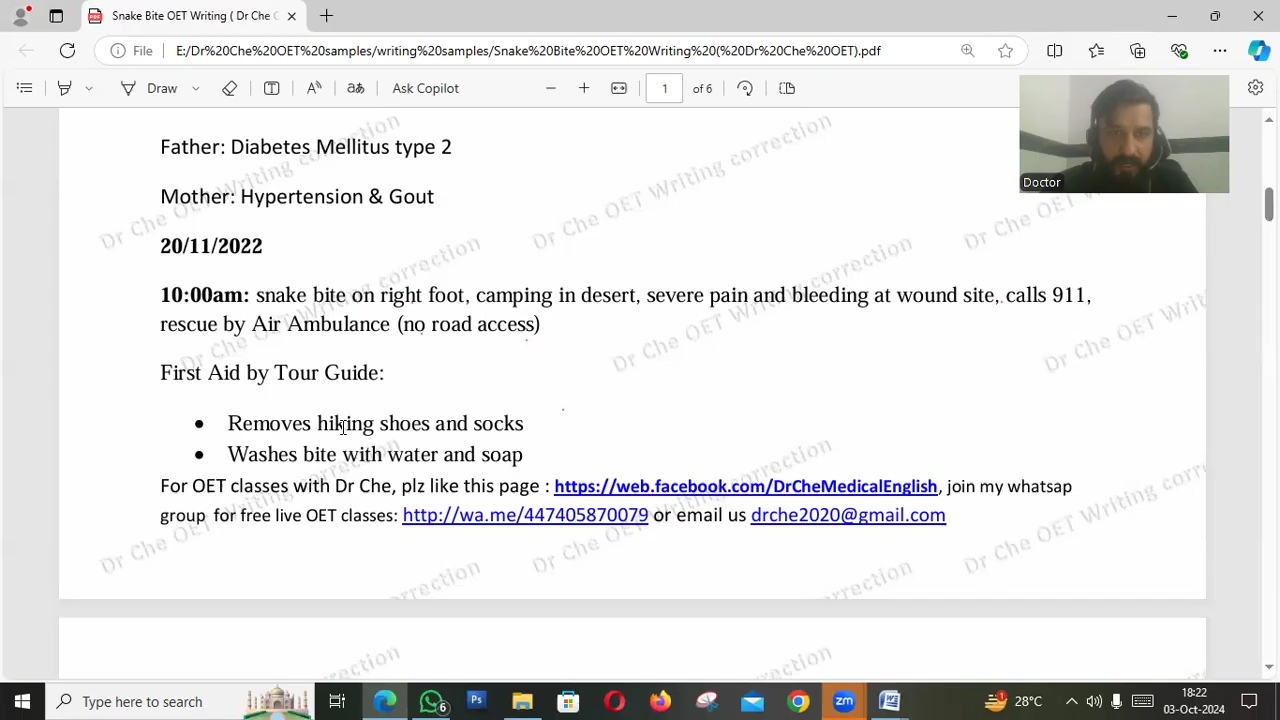 Snake Bite OET Writing ( Dr Che O
File
E:/Dr%20Che%20OET%20samples/writing%20samples/Snake%20Bite%20OET%20Writing%20(%20Dr%20Che%20OET).pdf
Draw
Ask Copilot
1
of 6
Doctor
Father: Diabetes Mellitus type 2
Mother: Hypertension & Gout
20/11/2022
10:00am: snake bite on right foot, camping in desert, severe pain and bleeding at wound site, calls 911,
rescue by Air Ambulance (no road access)
First Aid by Tour Guide:
• Removes hiking shoes and socks
• Washes bite with water and soap
For OET classes with Dr Che, plz like this page : https://web.facebook.com/DrCheMedicalEnglish, join my whatsap
group for free live OET classes: http://wa.me/447405870079 or email us drche2020@gmail.com
Dr Che OET Writing correction
Type here to search
6
1
28°C
18:22
03-Oct-2024